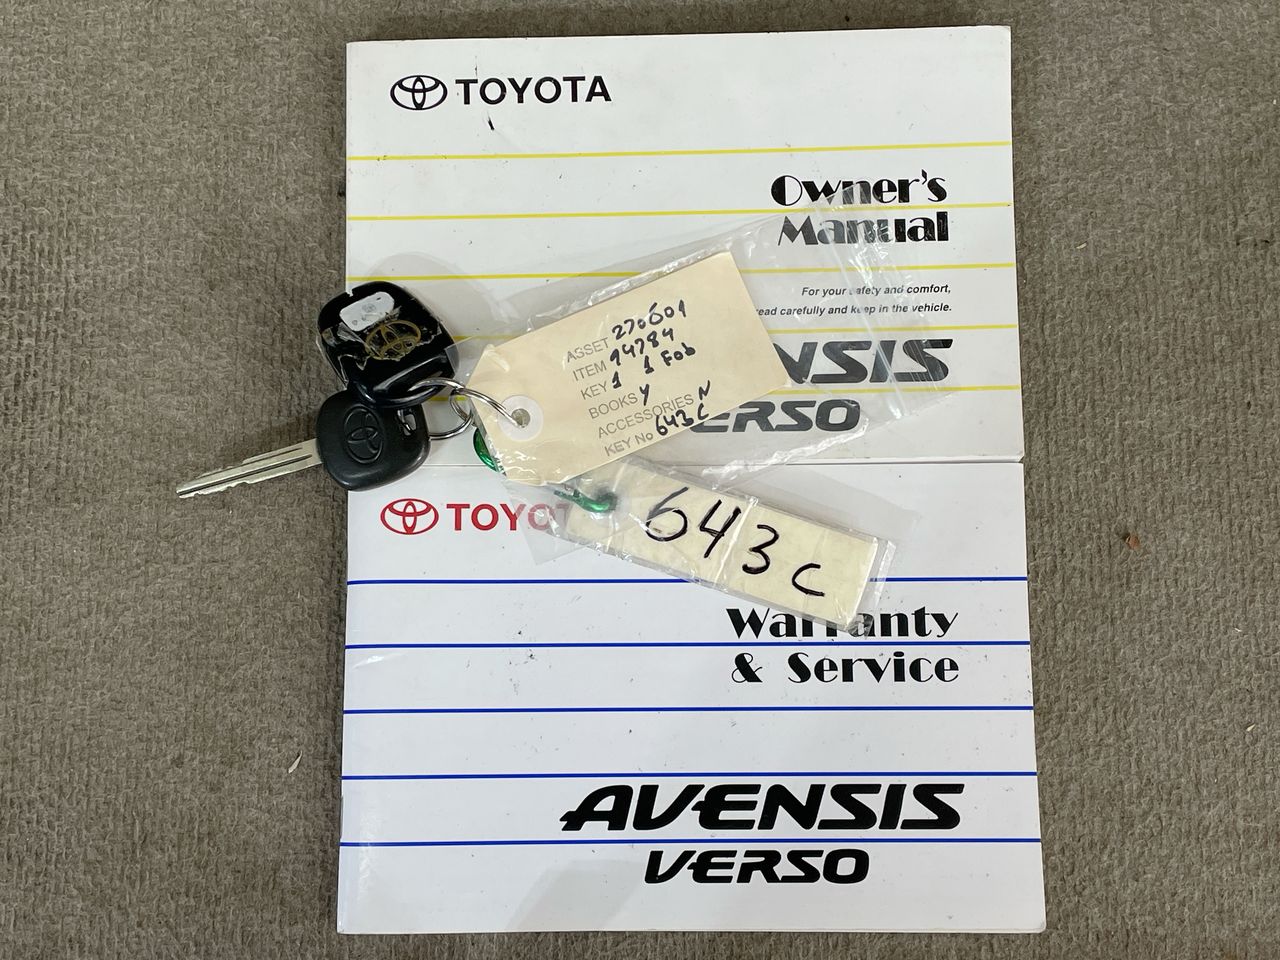 TOYOTA
Owner's
Manual
For your safety and comfort,
read carefully and keep in the vehicle.
ENSIS
VERSO
ASSET 270601
ITEM 94784
KEY 1 1 Fob
BOOKS Y
ACCESSORIES N
KEY No 643C
643C
TOYOT
Warranty
& Service
AVENSIS
VERSO